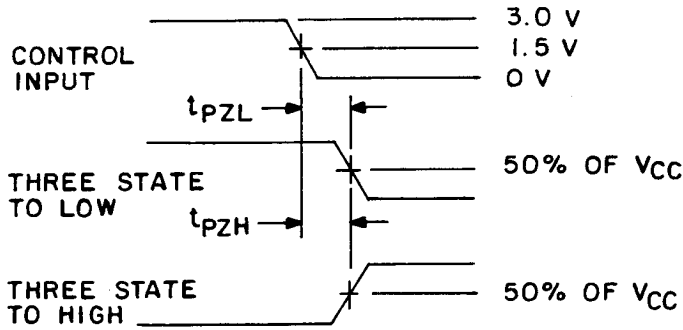 3.0 V
1.5 V
0 V
CONTROL
INPUT
tPZL
50% OF VCC
THREE STATE
TO LOW
tPZH
THREE STATE
TO HIGH
50% OF VCC